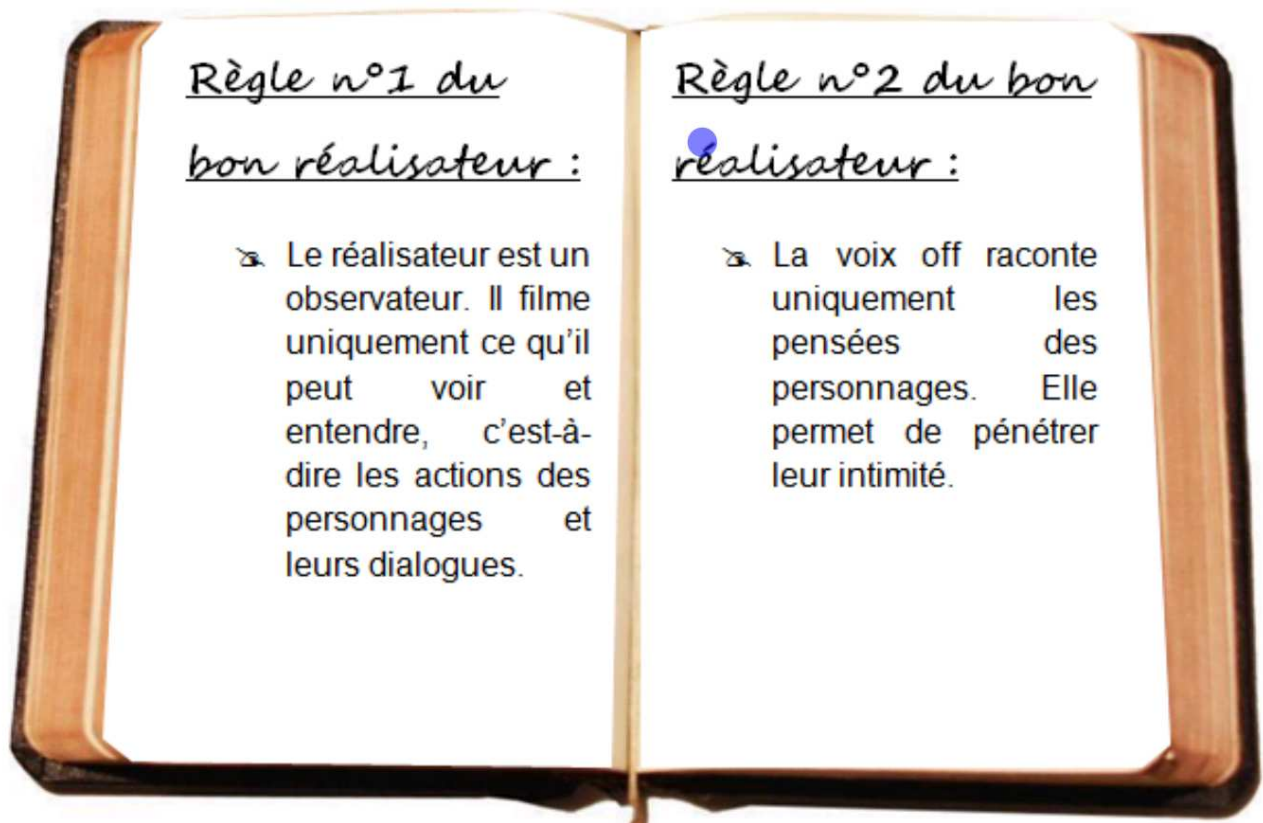 Règle n°1 du
bon réalisateur :
Le réalisateur est un
observateur. Il filme
uniquement ce qu'il
peut voir et
entendre, c'est-à-
dire les actions des
personnages et
leurs dialogues.
Règle n°2 du bon
réalisateur :
La voix off raconte
uniquement les
pensées des
personnages. Elle
permet de pénétrer
leur intimité.